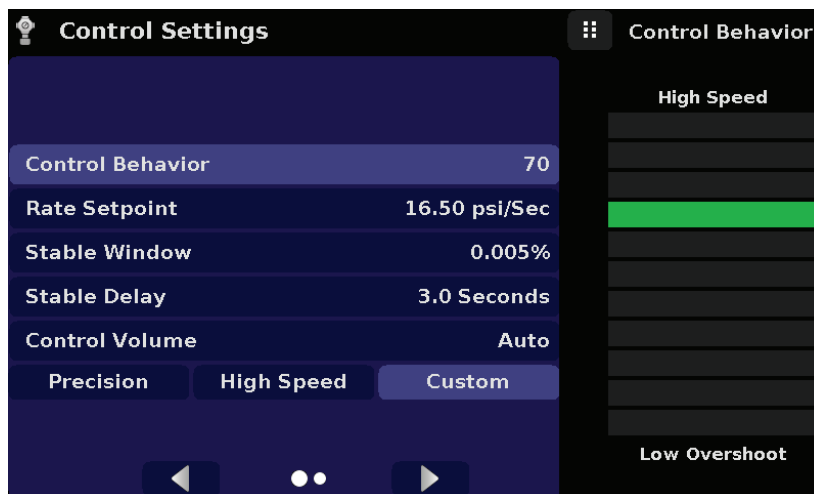 Control Settings
Control Behavior 70
Rate Setpoint 16.50 psi/Sec
Stable Window 0.005%
Stable Delay 3.0 Seconds
Control Volume Auto
Precision High Speed Custom
Control Behavior
High Speed
Low Overshoot